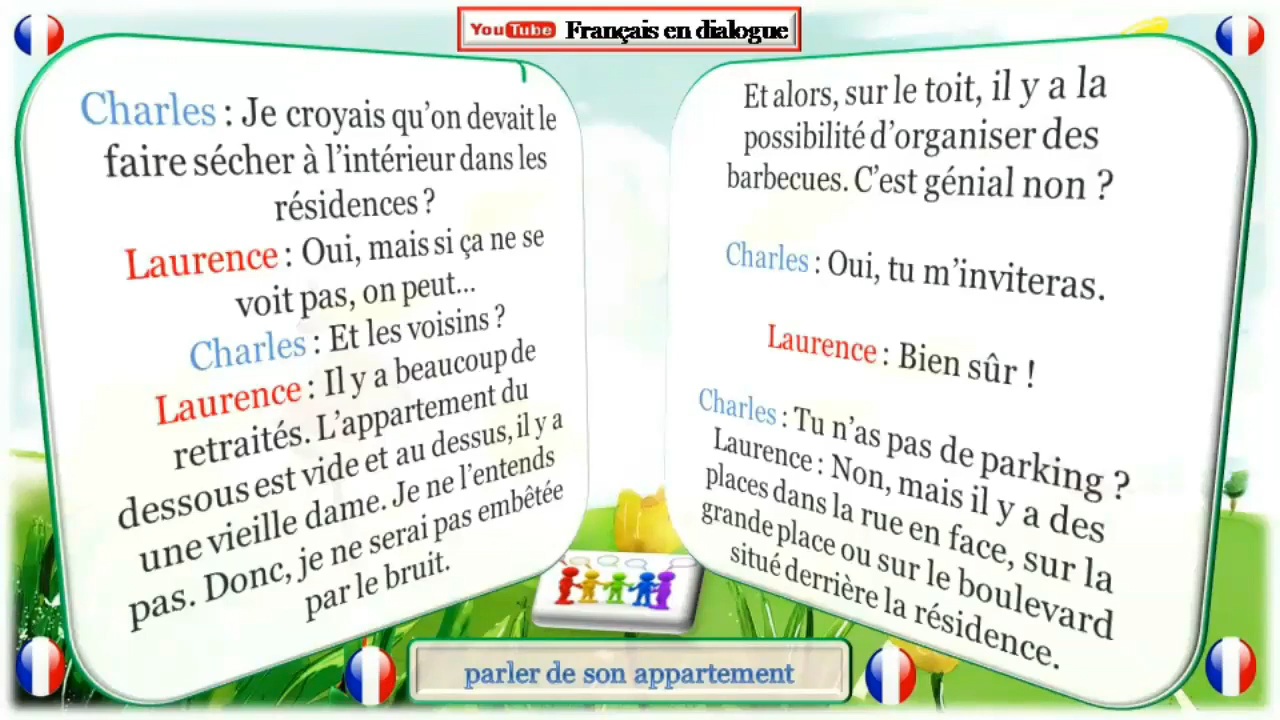 YouTube Français en dialogue
Charles : Je croyais qu'on devait le
faire sécher à l'intérieur dans les
résidences ?
Laurence : Oui, mais si ça ne se
voit pas, on peut...
Charles : Et les voisins ?
Laurence : Il y a beaucoup de
retraités. L'appartement du
dessous est vide et au dessus, il y a
une vieille dame. Je ne l'entends
pas. Donc, je ne serai pas embêtée
par le bruit.
Et alors, sur le toit, il y a la
possibilité d'organiser des
barbecues. C'est génial non ?
Charles : Oui, tu m'inviteras.
Laurence : Bien sûr !
Charles : Tu n'as pas de parking ?
Laurence : Non, mais il y a des
places dans la rue en face, sur la
grande place ou sur le boulevard
situé derrière la résidence.
parler de son appartement